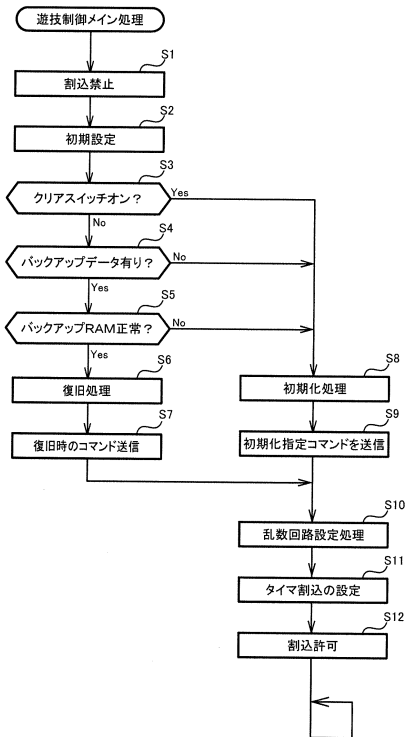 遊技制御メイン処理
S1
割込禁止
S2
初期設定
S3
クリアスイッチオン?
Yes
No
S4
バックアップデータ有り?
No
Yes
S5
バックアップRAM正常?
No
Yes
S6
復旧処理
S7
復旧時のコマンド送信
S8
初期化処理
S9
初期化指定コマンドを送信
S10
乱数回路設定処理
S11
タイマ割込の設定
S12
割込許可